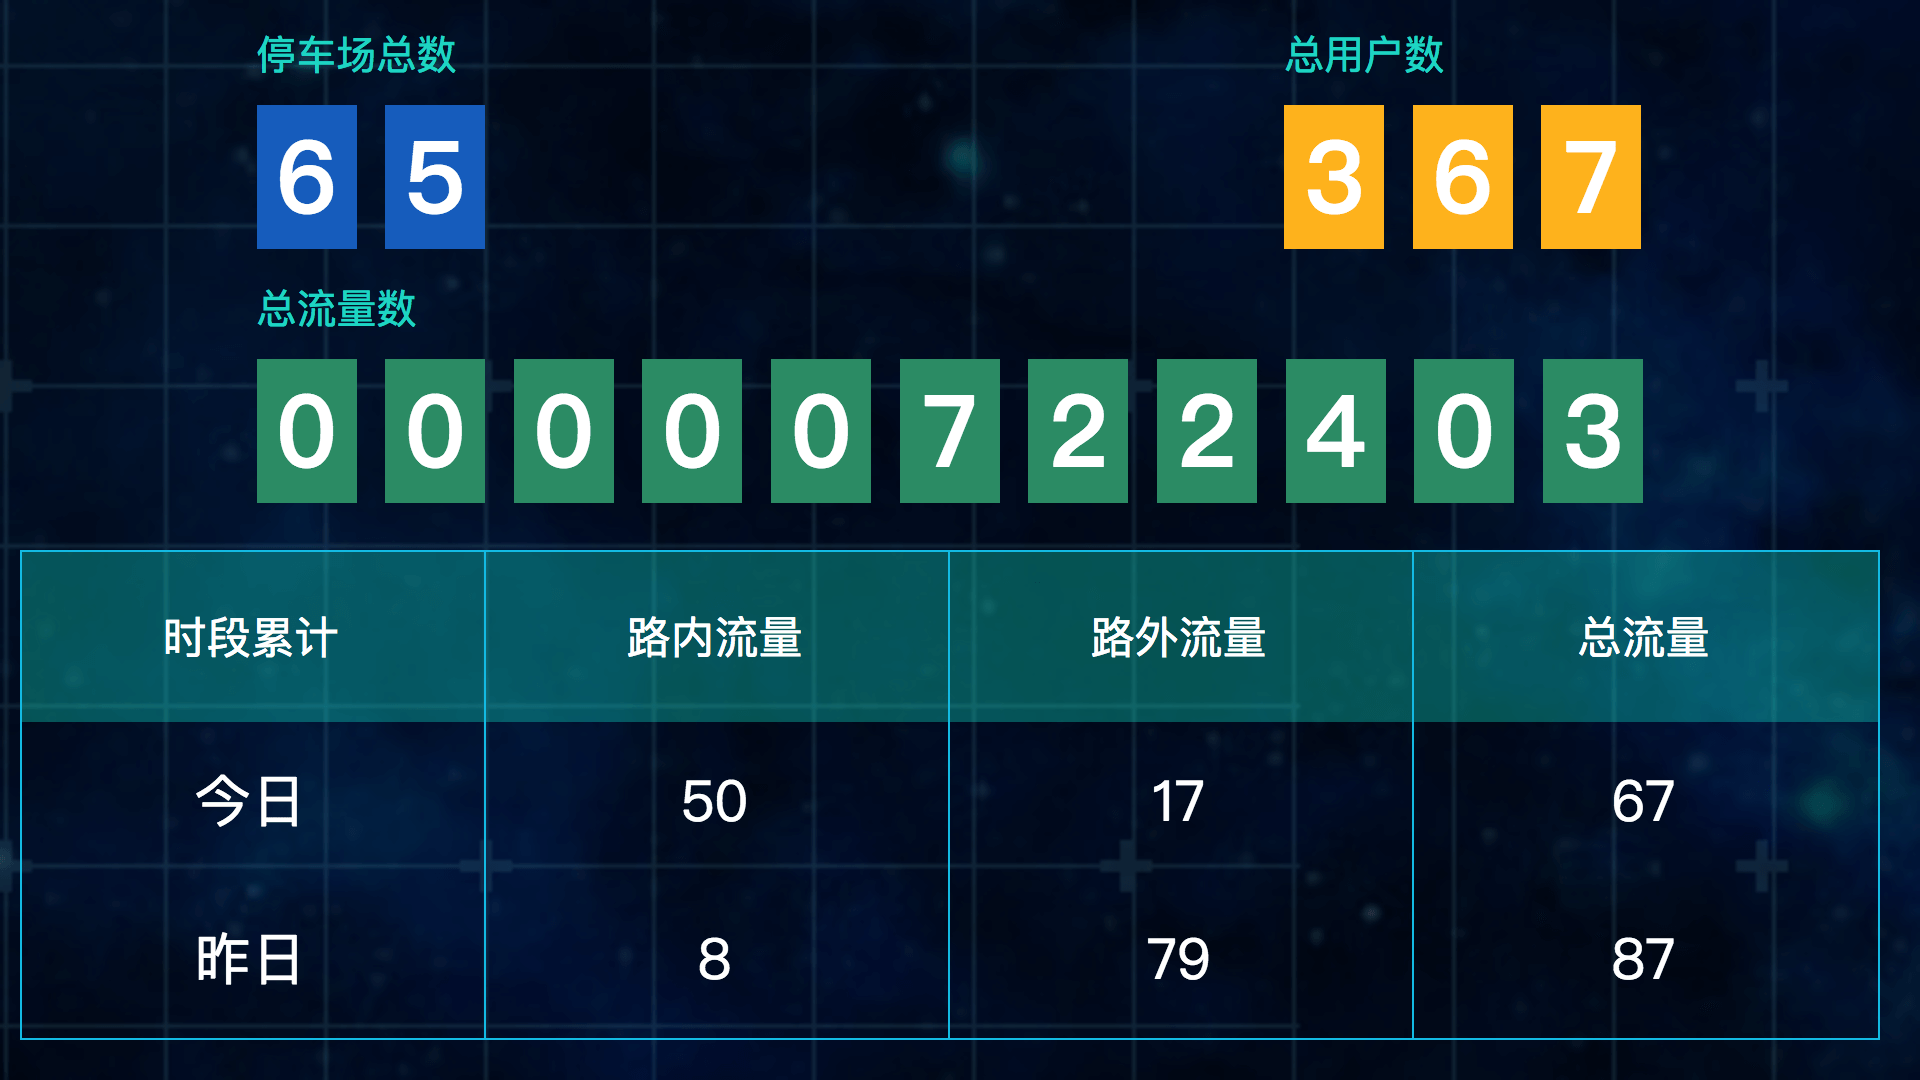 停车场总数 总用户数
6 5 3 6 7
总流量数
0 0 0 0 0 7 2 2 4 0 3
时段累计 路内流量 路外流量 总流量
今日 50 17 67
昨日 8 79 87